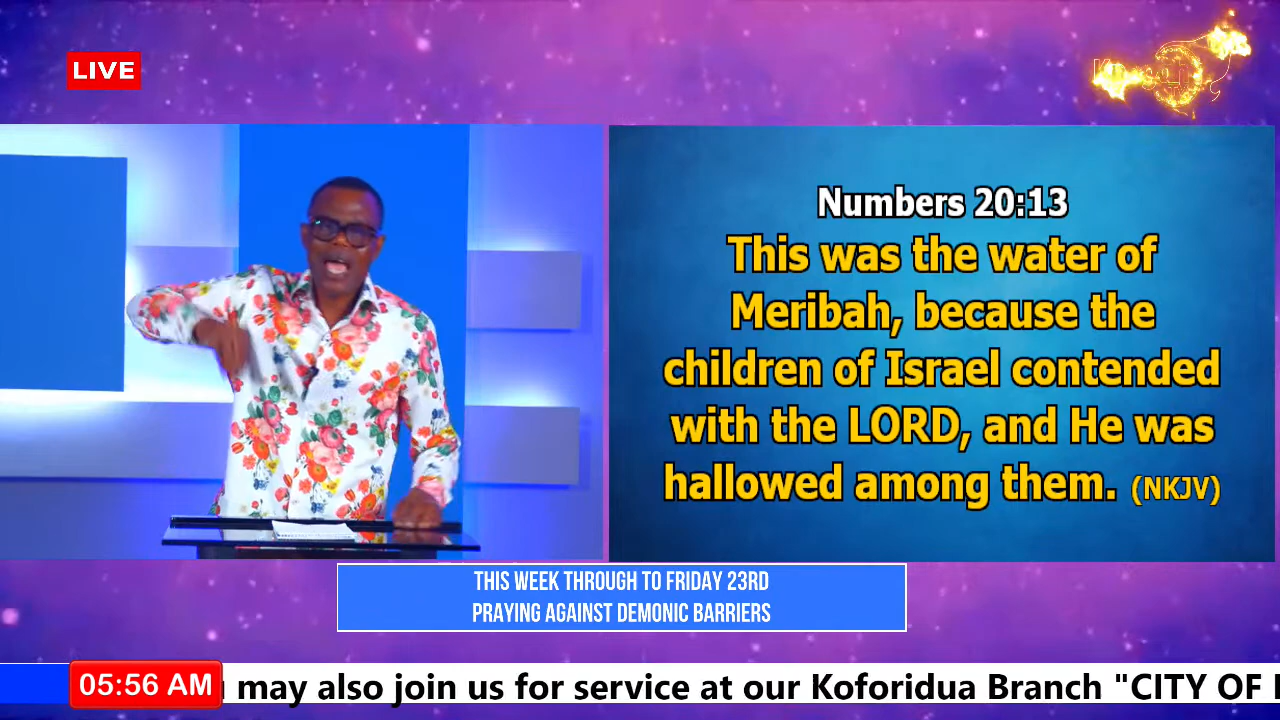 LIVE
Numbers 20:13
This was the water of
Meribah, because the
children of Israel contended
with the LORD, and He was
hallowed among them. (NKJV)
THIS WEEK THROUGH TO FRIDAY 23RD
PRAYING AGAINST DEMONIC BARRIERS
05:56 AM may also join us for service at our Koforidua Branch "CITY OF